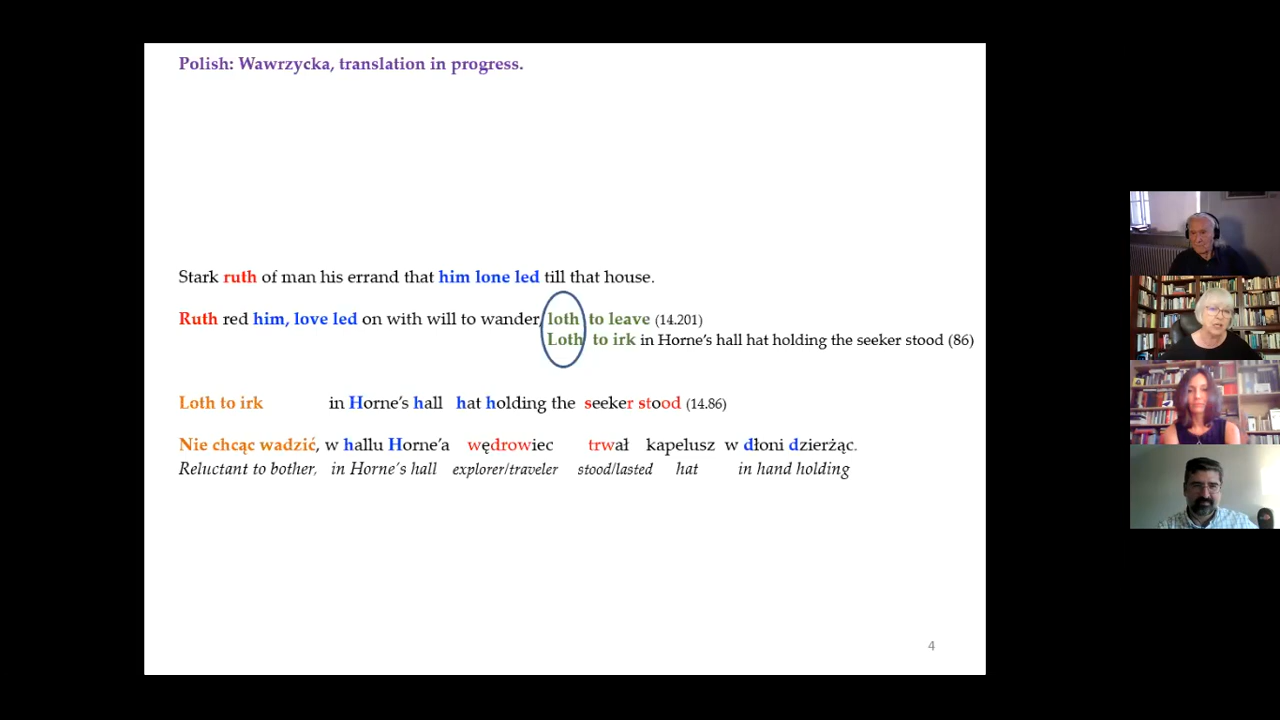 Polish: Wawrzycka, translation in progress.
Stark ruth of man his errand that him lone led till that house.
Ruth red him, love led on with will to wander, loth to leave (14.201)
Loth to irk in Horne's hall hat holding the seeker stood (86)
Loth to irk in Horne's hall hat holding the seeker stood (14.86)
Nie chcąc wadzić, w hallu Horne'a wędrowiec trwał kapelusz w dłoni dzierżąc.
Reluctant to bother, in Horne's hall explorer/traveler stood/lasted hat in hand holding
4